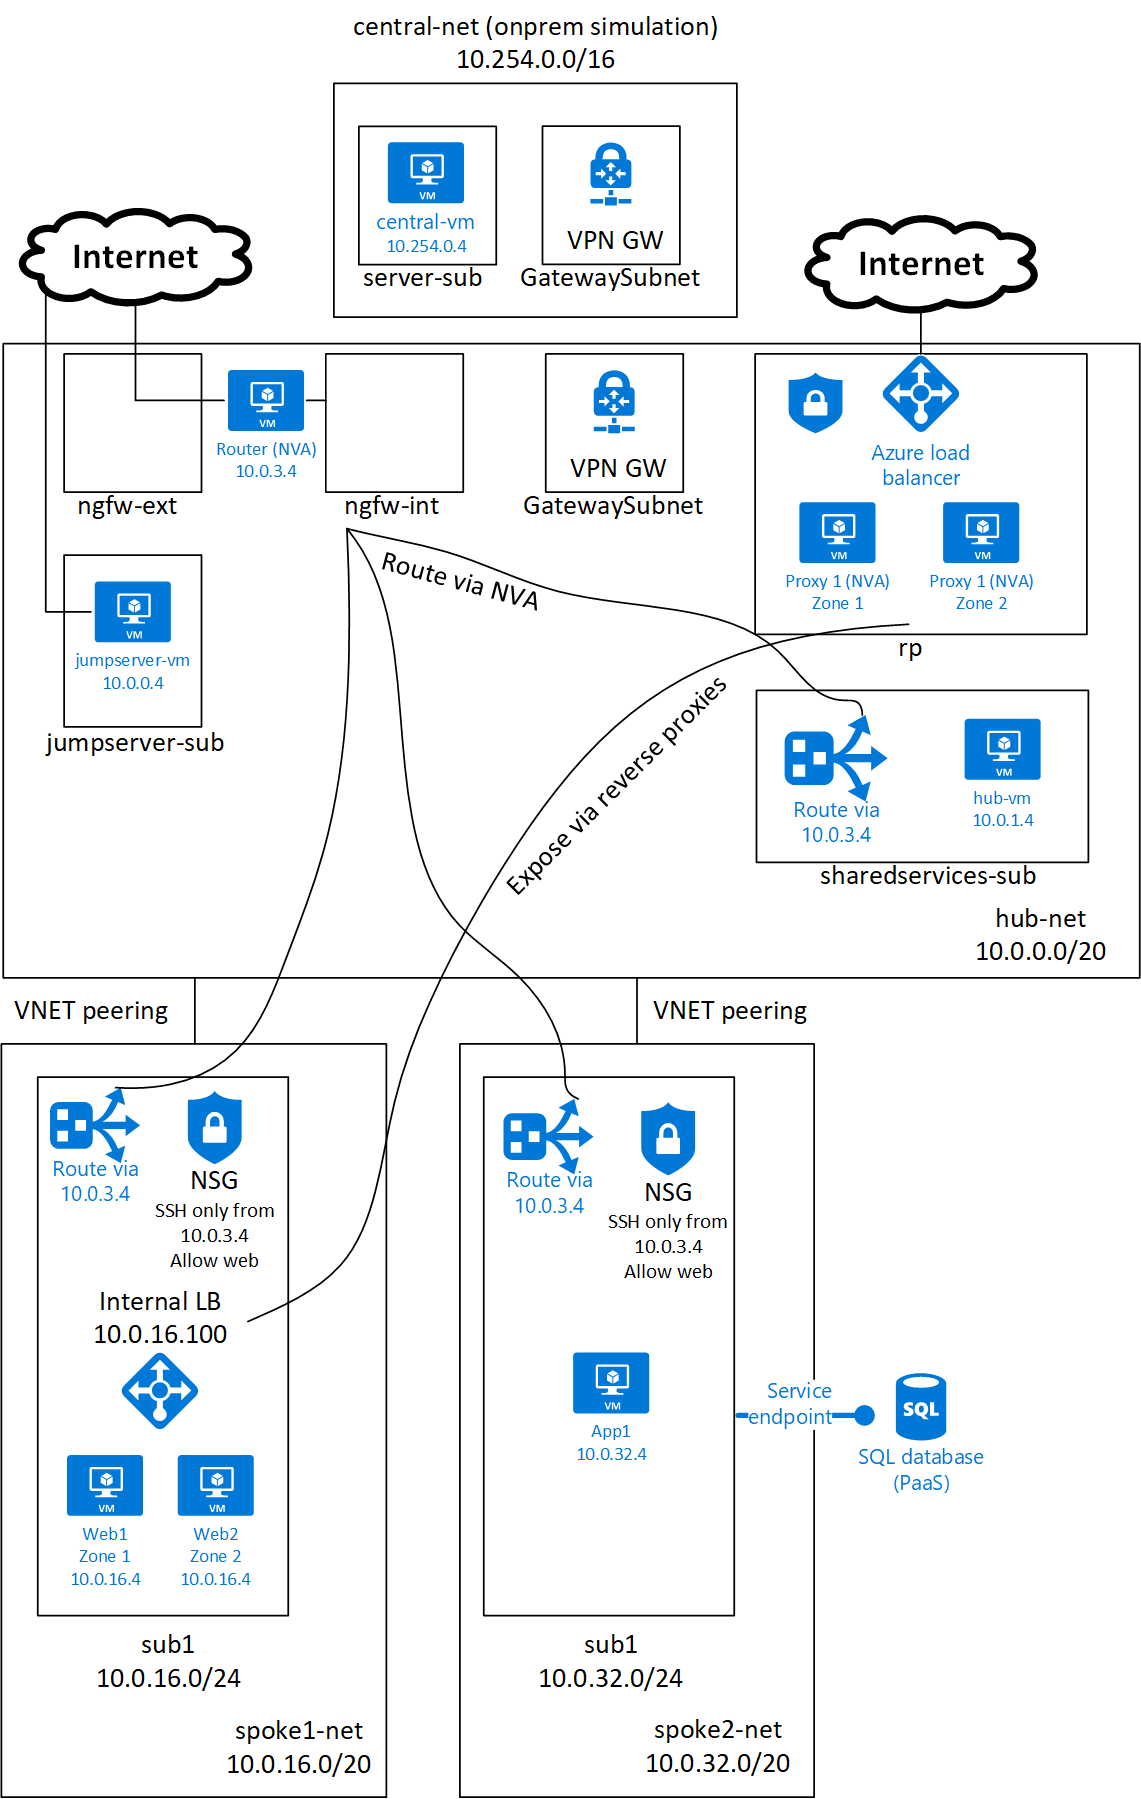 central-net (onprem simulation)
10.254.0.0/16
VM
central-vm
10.254.0.4
server-sub
VPN GW
GatewaySubnet
Internet
Internet
VM
Router (NVA)
10.0.3.4
ngfw-ext
ngfw-int
VPN GW
GatewaySubnet
Azure load
balancer
VM
Proxy 1 (NVA)
Zone 1
VM
Proxy 1 (NVA)
Zone 2
rp
Route via NVA
VM
jumpserver-vm
10.0.0.4
jumpserver-sub
Expose via reverse proxies
Route via
10.0.3.4
VM
hub-vm
10.0.1.4
sharedservices-sub
hub-net
10.0.0.0/20
VNET peering
VNET peering
Route via
10.0.3.4
NSG
SSH only from
10.0.3.4
Allow web
Internal LB
10.0.16.100
VM
Web1
Zone 1
10.0.16.4
VM
Web2
Zone 2
10.0.16.4
sub1
10.0.16.0/24
spoke1-net
10.0.16.0/20
Route via
10.0.3.4
NSG
SSH only from
10.0.3.4
Allow web
VM
App1
10.0.32.4
Service
endpoint
SQL
SQL database
(PaaS)
sub1
10.0.32.0/24
spoke2-net
10.0.32.0/20